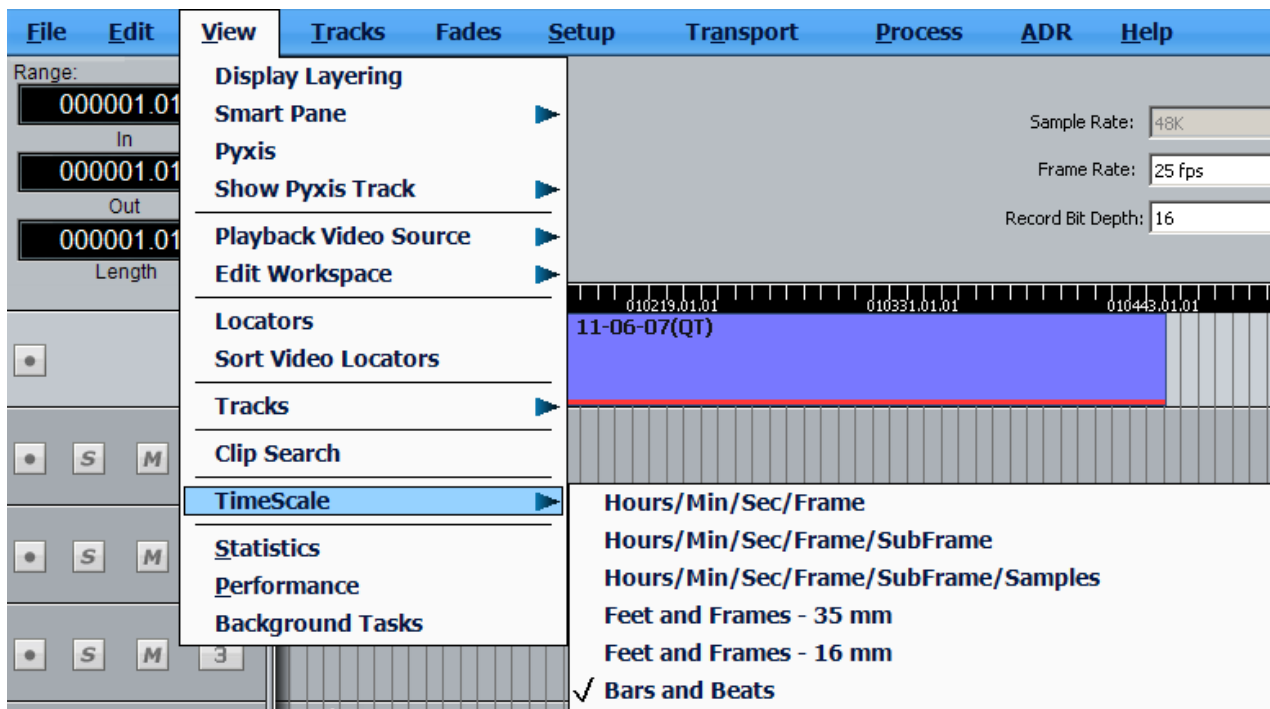 File Edit View Tracks Fades Setup Transport Process ADR Help
Range:
000001.01
In
000001.01
Out
000001.01
Length
Display Layering
Smart Pane
Pyxis
Show Pyxis Track
Playback Video Source
Edit Workspace
Locators
Sort Video Locators
Tracks
Clip Search
TimeScale
Statistics
Performance
Background Tasks
Sample Rate: 48K
Frame Rate: 25 fps
Record Bit Depth: 16
010219.01.01 010331.01.01 010443.01.01
11-06-07(QT)
S M
S M
S M 3
Hours/Min/Sec/Frame
Hours/Min/Sec/Frame/SubFrame
Hours/Min/Sec/Frame/SubFrame/Samples
Feet and Frames - 35 mm
Feet and Frames - 16 mm
✓ Bars and Beats